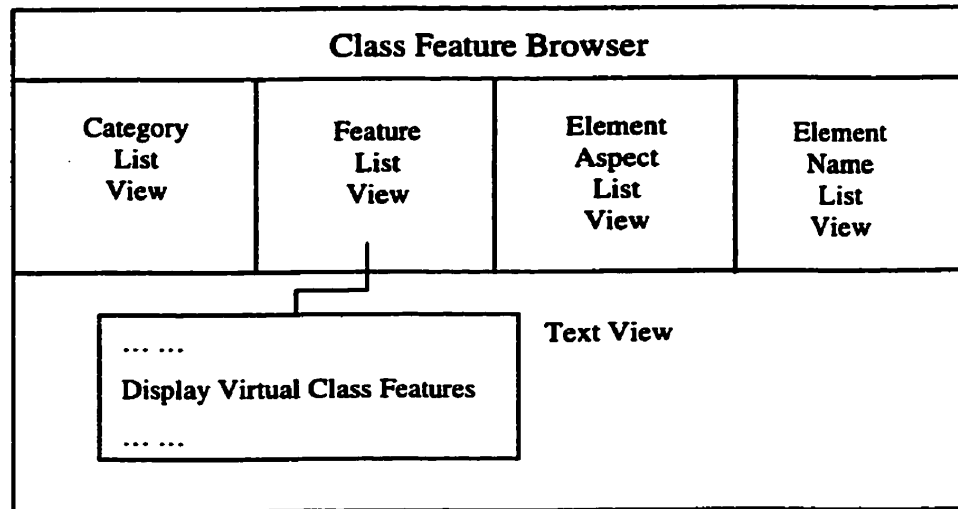 Class Feature Browser
Category
List
View
Feature
List
View
Element
Aspect
List
View
Element
Name
List
View
Text View
... ...
Display Virtual Class Features
... ...